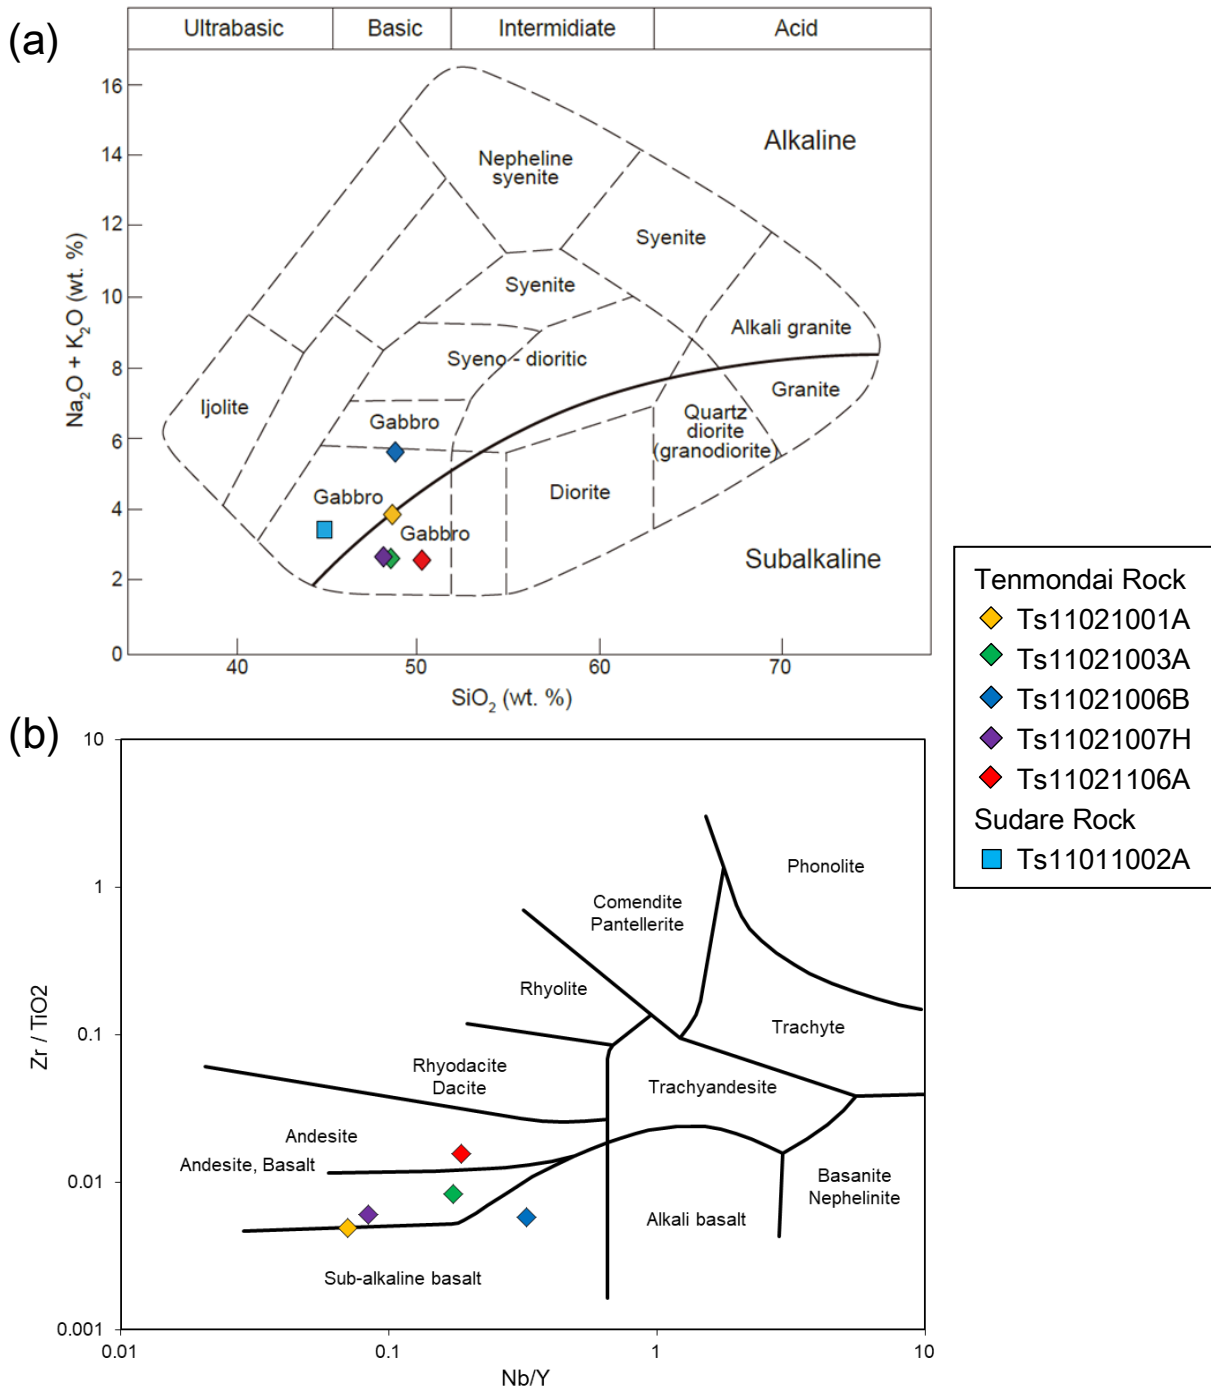 (a)
Ultrabasic Basic Intermidiate Acid
Alkaline
Nepheline
syenite
Syenite
Syenite
Alkali granite
Syeno - dioritic
Granite
Ijolite
Gabbro
Quartz
diorite
(granodiorite)
Gabbro
Diorite
Gabbro
Subalkaline
Na₂O + K₂O (wt. %)
16
14
12
10
8
6
4
2
0
40 50 60 70
SiO₂ (wt. %)
Tenmondai Rock
Ts11021001A
Ts11021003A
Ts11021006B
Ts11021007H
Ts11021106A
Sudare Rock
Ts11011002A
(b)
Phonolite
Comendite
Pantellerite
Rhyolite
Trachyte
Rhyodacite
Dacite
Trachyandesite
Andesite
Andesite, Basalt
Basanite
Nephelinite
Alkali basalt
Sub-alkaline basalt
Zr / TiO2
10
1
0.1
0.01
0.001
0.01 0.1 1 10
Nb/Y